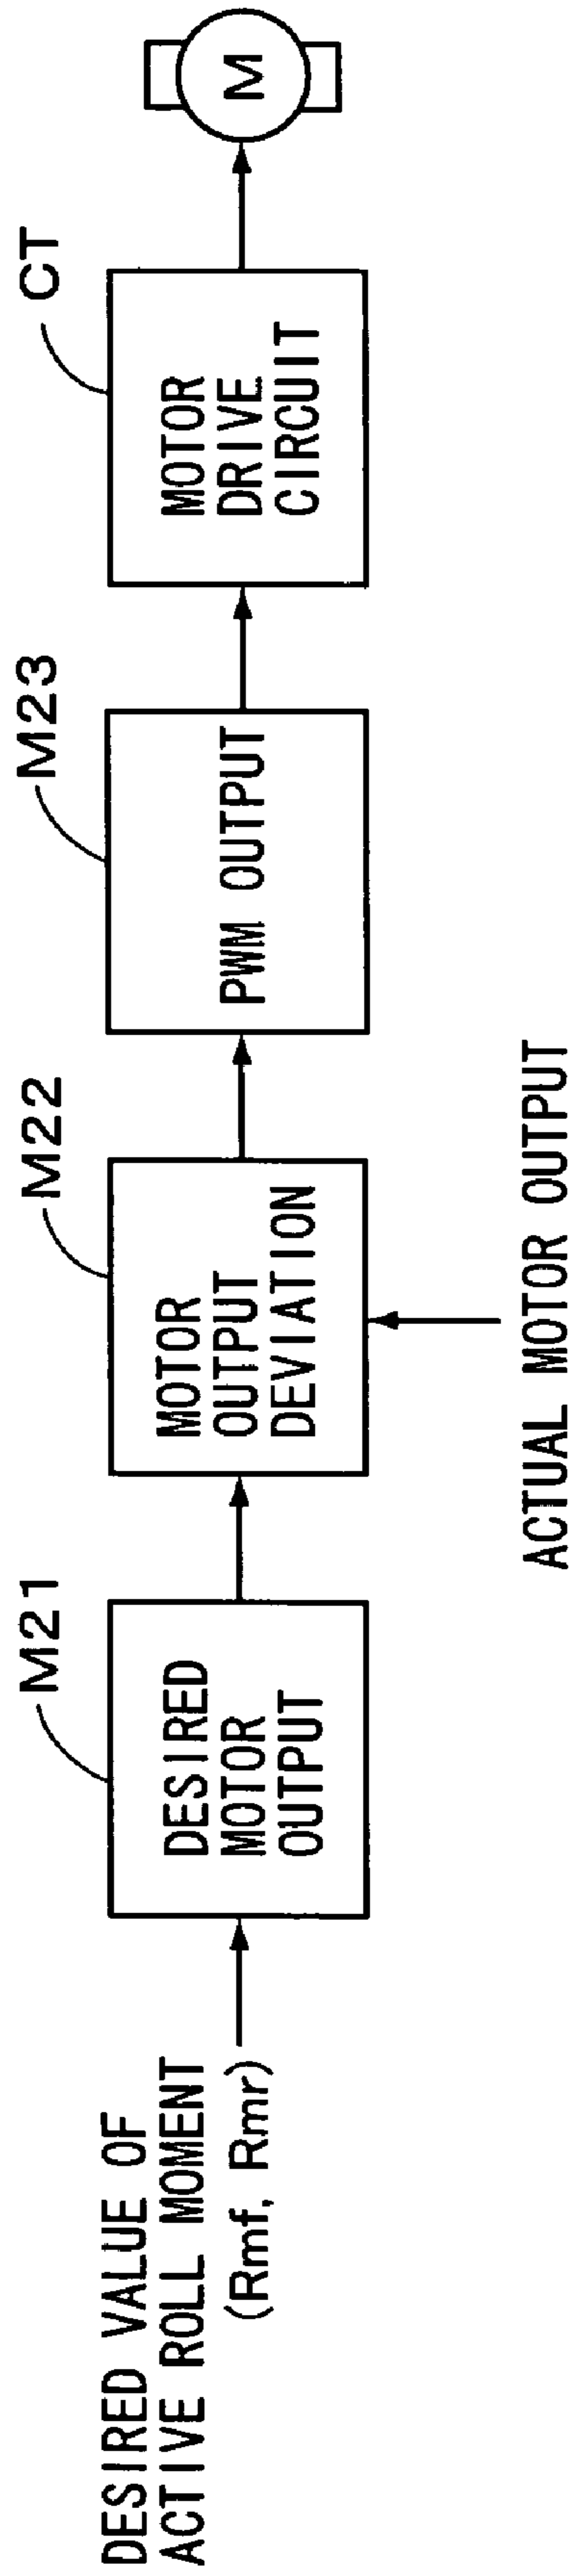 DESIRED VALUE OF
ACTIVE ROLL MOMENT
(Rmf, Rmr)
M21
DESIRED
MOTOR
OUTPUT
M22
MOTOR
OUTPUT
DEVIATION
ACTUAL MOTOR OUTPUT
M23
PWM OUTPUT
CT
MOTOR
DRIVE
CIRCUIT
M